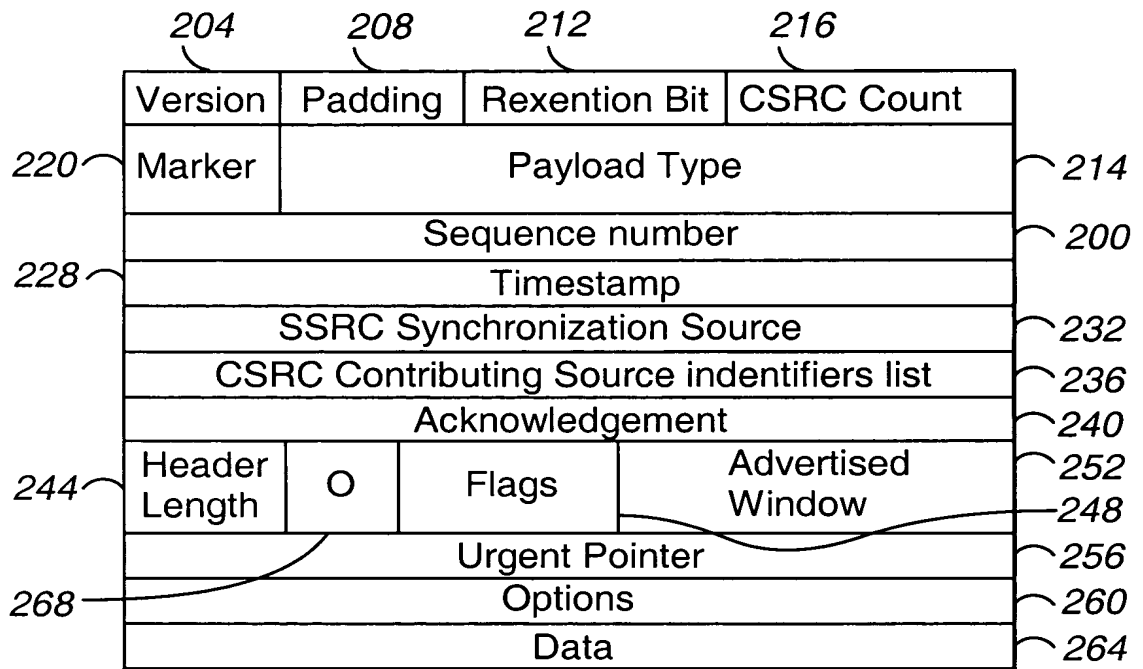 204 208 212 216
Version Padding Rexention Bit CSRC Count
220 Marker Payload Type 214
Sequence number 200
228 Timestamp
SSRC Synchronization Source 232
CSRC Contributing Source indentifiers list 236
Acknowledgement 240
Header Length 244 O Flags Advertised Window 252
248
Urgent Pointer 256
268 Options 260
Data 264